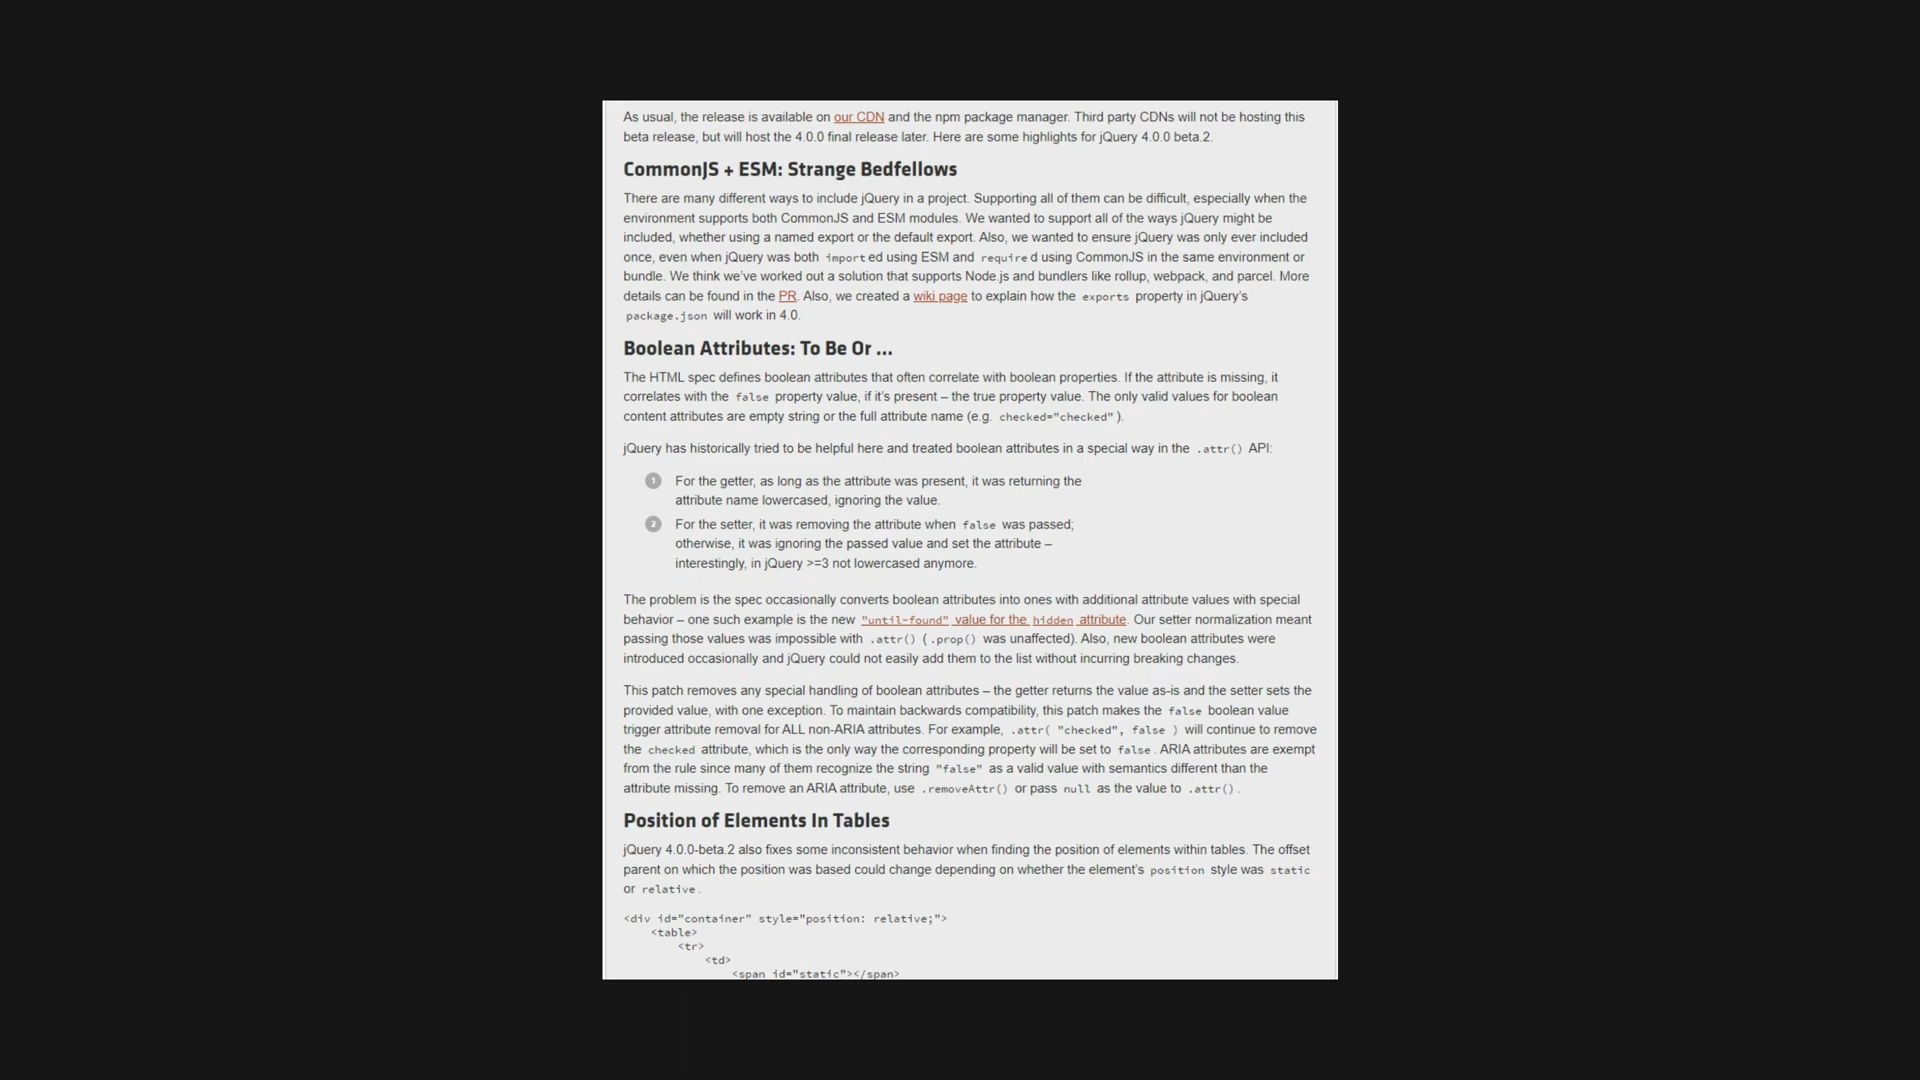 As usual, the release is available on our CDN and the npm package manager. Third party CDNs will not be hosting this
beta release, but will host the 4.0.0 final release later. Here are some highlights for jQuery 4.0.0 beta.2.
CommonJS + ESM: Strange Bedfellows
There are many different ways to include jQuery in a project. Supporting all of them can be difficult, especially when the
environment supports both CommonJS and ESM modules. We wanted to support all of the ways jQuery might be
included, whether using a named export or the default export. Also, we wanted to ensure jQuery was only ever included
once, even when jQuery was both imported using ESM and required using CommonJS in the same environment or
bundle. We think we've worked out a solution that supports Node.js and bundlers like rollup, webpack, and parcel. More
details can be found in the PR. Also, we created a wiki page to explain how the exports property in jQuery's
package.json will work in 4.0.
Boolean Attributes: To Be Or ...
The HTML spec defines boolean attributes that often correlate with boolean properties. If the attribute is missing, it
correlates with the false property value, if it's present – the true property value. The only valid values for boolean
content attributes are empty string or the full attribute name (e.g. checked="checked").
jQuery has historically tried to be helpful here and treated boolean attributes in a special way in the .attr() API:
1 For the getter, as long as the attribute was present, it was returning the
attribute name lowercased, ignoring the value.
2 For the setter, it was removing the attribute when false was passed;
otherwise, it was ignoring the passed value and set the attribute –
interestingly, in jQuery >=3 not lowercased anymore.
The problem is the spec occasionally converts boolean attributes into ones with additional attribute values with special
behavior – one such example is the new "until-found" value for the hidden attribute. Our setter normalization meant
passing those values was impossible with .attr() (.prop() was unaffected). Also, new boolean attributes were
introduced occasionally and jQuery could not easily add them to the list without incurring breaking changes.
This patch removes any special handling of boolean attributes – the getter returns the value as-is and the setter sets the
provided value, with one exception. To maintain backwards compatibility, this patch makes the false boolean value
trigger attribute removal for ALL non-ARIA attributes. For example, .attr( "checked", false ) will continue to remove
the checked attribute, which is the only way the corresponding property will be set to false. ARIA attributes are exempt
from the rule since many of them recognize the string "false" as a valid value with semantics different than the
attribute missing. To remove an ARIA attribute, use .removeAttr() or pass null as the value to .attr().
Position of Elements In Tables
jQuery 4.0.0-beta.2 also fixes some inconsistent behavior when finding the position of elements within tables. The offset
parent on which the position was based could change depending on whether the element's position style was static
or relative.
<div id="container" style="position: relative;">
<table>
<tr>
<td>
<span id="static"></span>